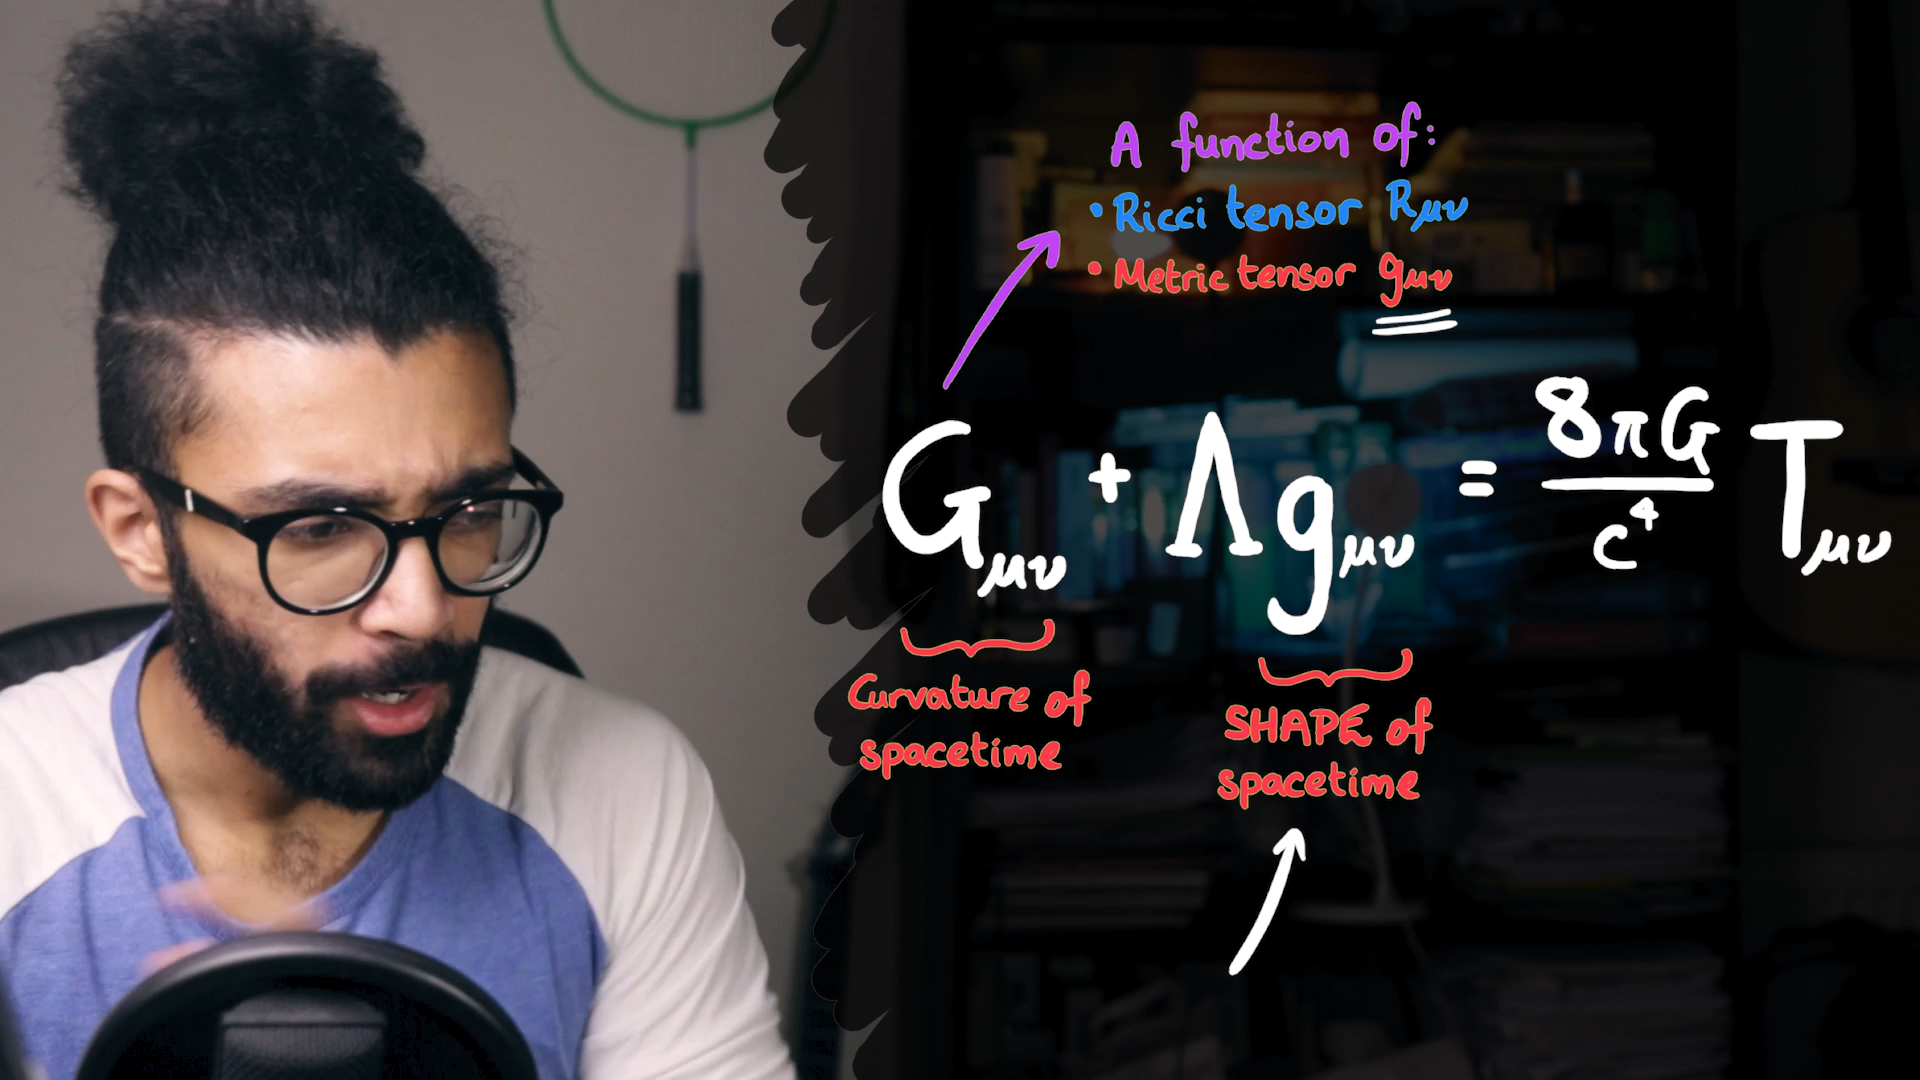 A function of:
• Ricci tensor Rμν
• Metric tensor gμν
Gμν + Λgμν = 8πG/c⁴ Tμν
Curvature of
spacetime
SHAPE of
spacetime